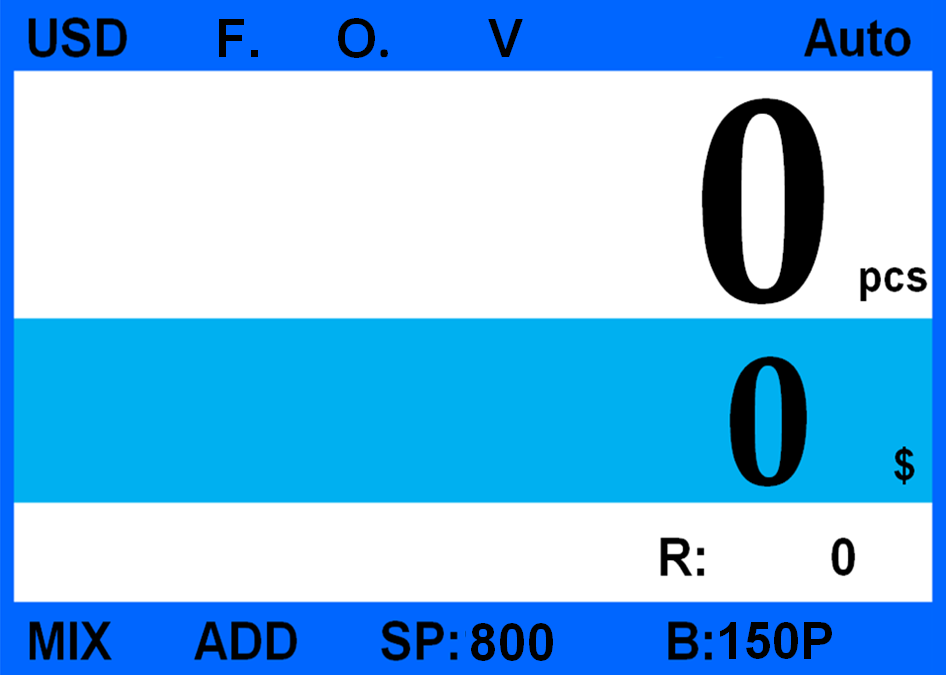 USD F. O. V Auto
0 pcs
0 $
R: 0
MIX ADD SP:800 B:150P